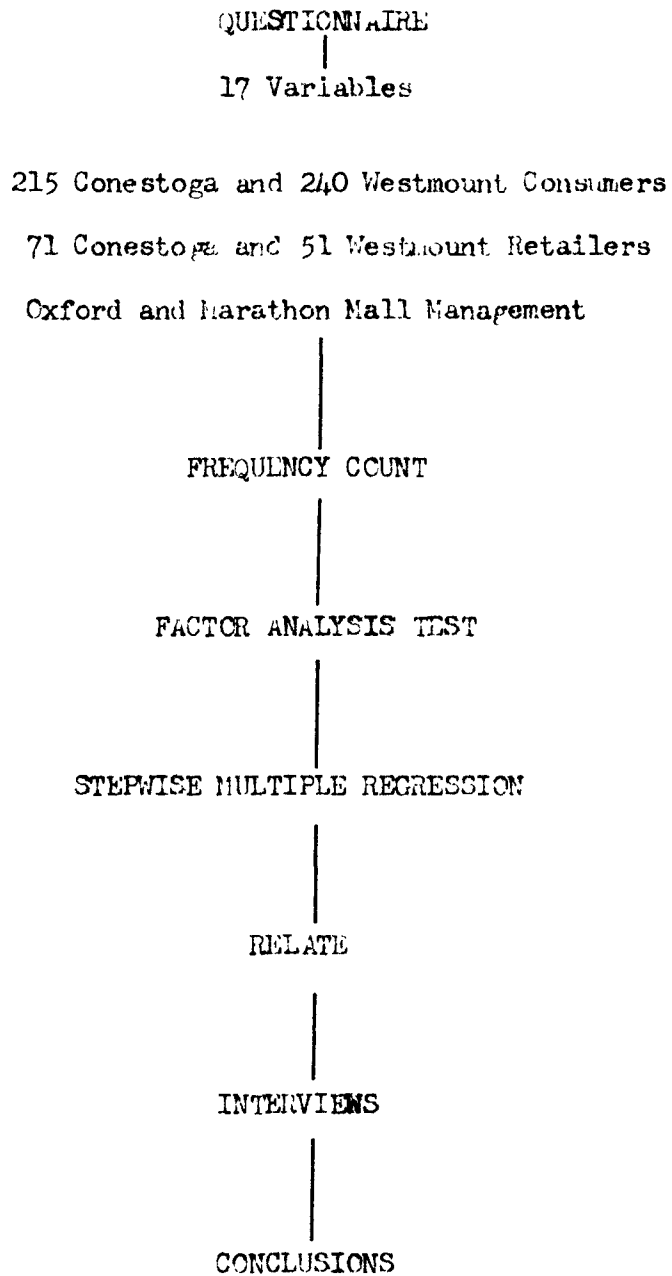 QUESTIONNAIRE
17 Variables
215 Conestoga and 240 Westmount Consumers
71 Conestoga and 51 Westmount Retailers
Oxford and Marathon Mall Management
FREQUENCY COUNT
FACTOR ANALYSIS TEST
STEPWISE MULTIPLE REGRESSION
RELATE
INTERVIEWS
CONCLUSIONS